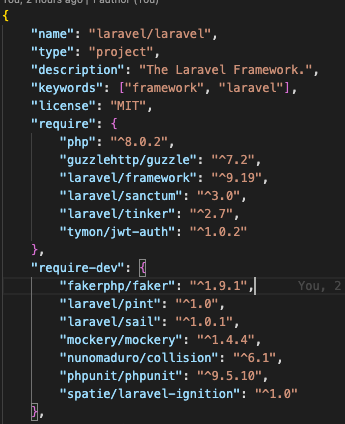 You, 2 hours ago | 1 author (You)
{
"name": "laravel/laravel",
"type": "project",
"description": "The Laravel Framework.",
"keywords": ["framework", "laravel"],
"license": "MIT",
"require": {
"php": "^8.0.2",
"guzzlehttp/guzzle": "^7.2",
"laravel/framework": "^9.19",
"laravel/sanctum": "^3.0",
"laravel/tinker": "^2.7",
"tymon/jwt-auth": "^1.0.2"
},
"require-dev": {
"fakerphp/faker": "^1.9.1", You, 2
"laravel/pint": "^1.0",
"laravel/sail": "^1.0.1",
"mockery/mockery": "^1.4.4",
"nunomaduro/collision": "^6.1",
"phpunit/phpunit": "^9.5.10",
"spatie/laravel-ignition": "^1.0"
},